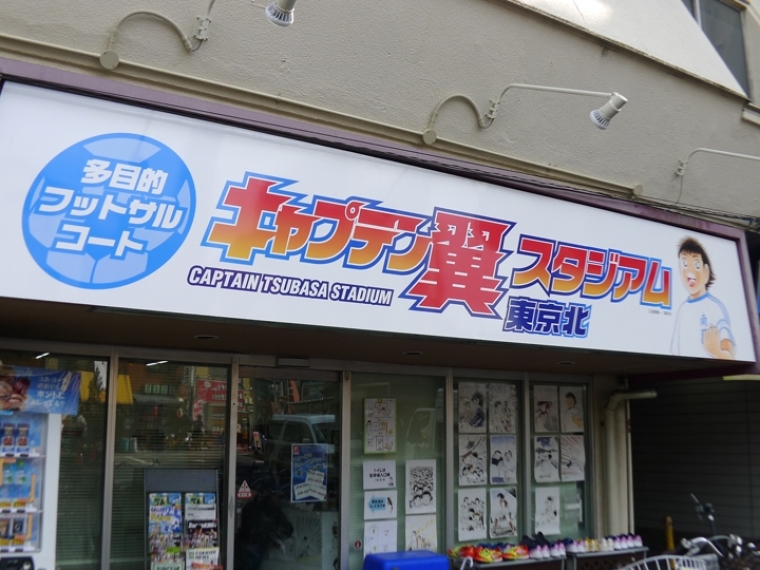 多目的
フットサル
コート
キャプテン翼スタジアム
CAPTAIN TSUBASA STADIUM
東京北